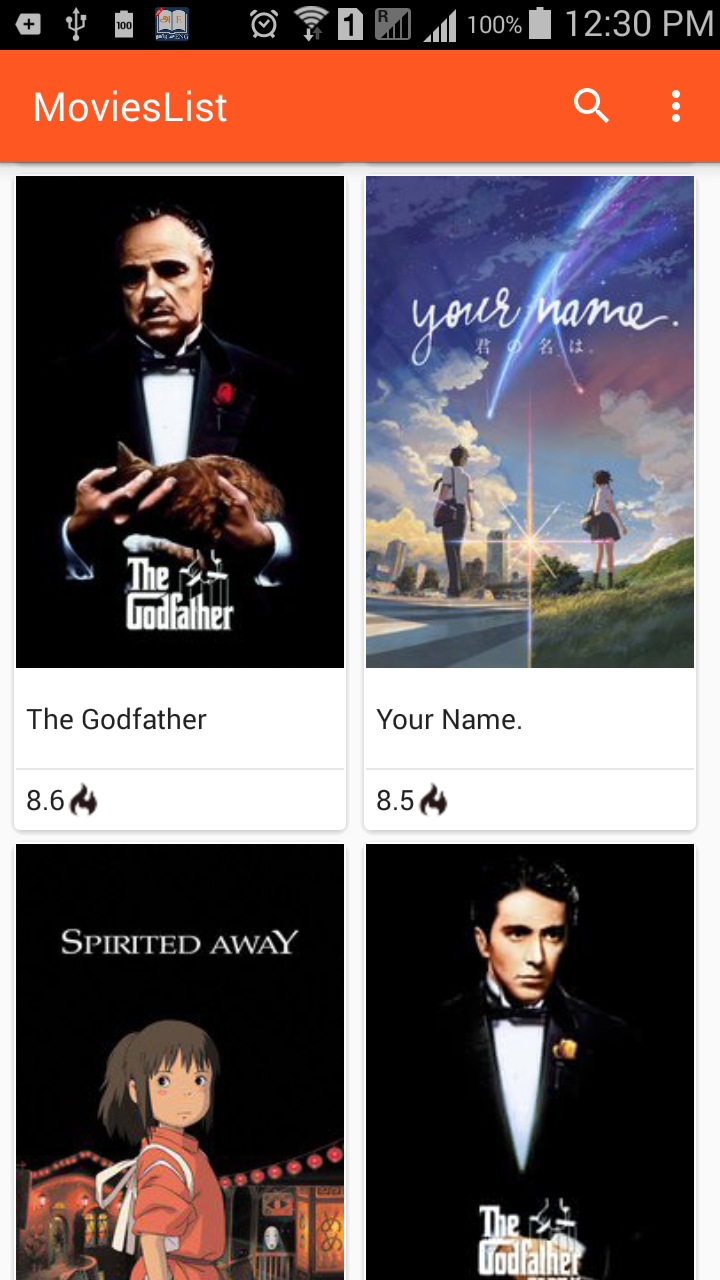 100
R
1
100%
12:30 PM
MoviesList
your name.
君の名は。
The
Godfather
The Godfather
Your Name.
8.6
8.5
SPIRITED AWAY
The
Godfather